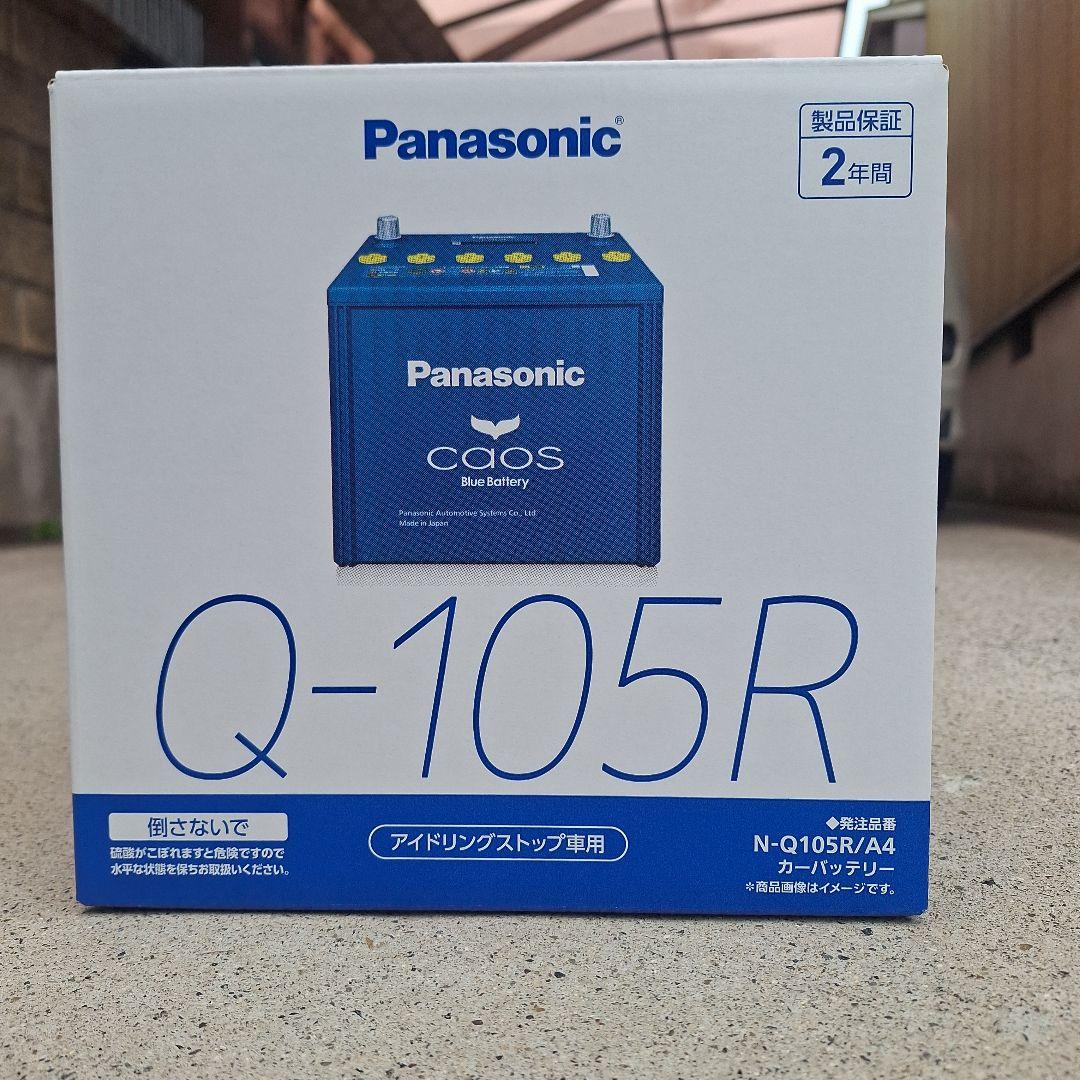 Panasonic®
製品保証
2年間
Panasonic
Panasonic
caos
Blue Battery
Panasonic Automotive Systems Co., Ltd.
Made in Japan
Q-105R
倒さないで
硫酸がこぼれますと危険ですので
水平な状態を保ちお取扱いください。
アイドリングストップ車用
◆発注品番
N-Q105R/A4
カーバッテリー
*商品画像はイメージです。